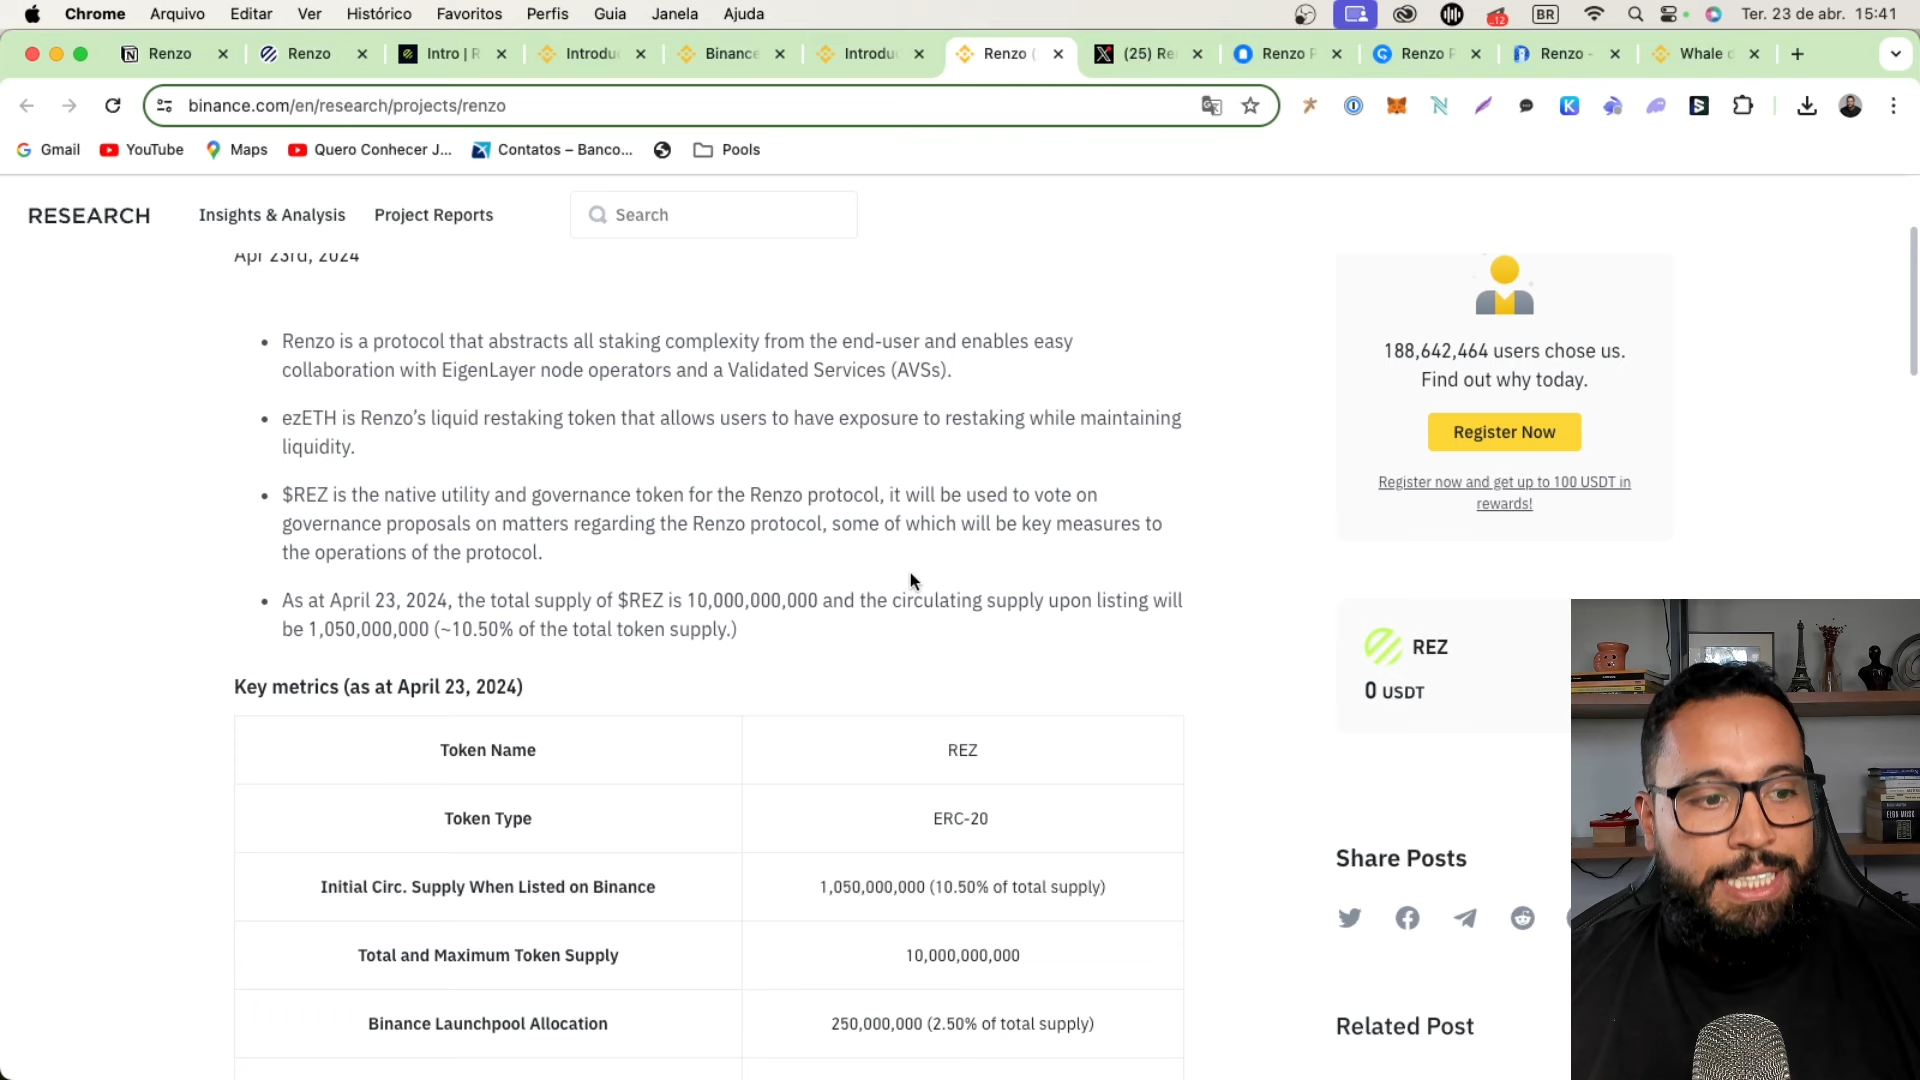 Chrome Arquivo Editar Ver Histórico Favoritos Perfis Guia Janela Ajuda BR Ter. 23 de abr. 15:41
Renzo Renzo Intro | R Introdu Binance Introdu Renzo ( (25) Re Renzo P Renzo P Renzo - Whale
binance.com/en/research/projects/renzo
Gmail YouTube Maps Quero Conhecer J... Contatos – Banco... Pools
RESEARCH Insights & Analysis Project Reports Search
Apr 23rd, 2024
• Renzo is a protocol that abstracts all staking complexity from the end-user and enables easy
collaboration with EigenLayer node operators and a Validated Services (AVSs).
• ezETH is Renzo’s liquid restaking token that allows users to have exposure to restaking while maintaining
liquidity.
• $REZ is the native utility and governance token for the Renzo protocol, it will be used to vote on
governance proposals on matters regarding the Renzo protocol, some of which will be key measures to
the operations of the protocol.
• As at April 23, 2024, the total supply of $REZ is 10,000,000,000 and the circulating supply upon listing will
be 1,050,000,000 (~10.50% of the total token supply.)
Key metrics (as at April 23, 2024)
Token Name REZ
Token Type ERC-20
Initial Circ. Supply When Listed on Binance 1,050,000,000 (10.50% of total supply)
Total and Maximum Token Supply 10,000,000,000
Binance Launchpool Allocation 250,000,000 (2.50% of total supply)
188,642,464 users chose us.
Find out why today.
Register Now
Register now and get up to 100 USDT in
rewards!
REZ
0 USDT
Share Posts
Related Post
ELON MUSK